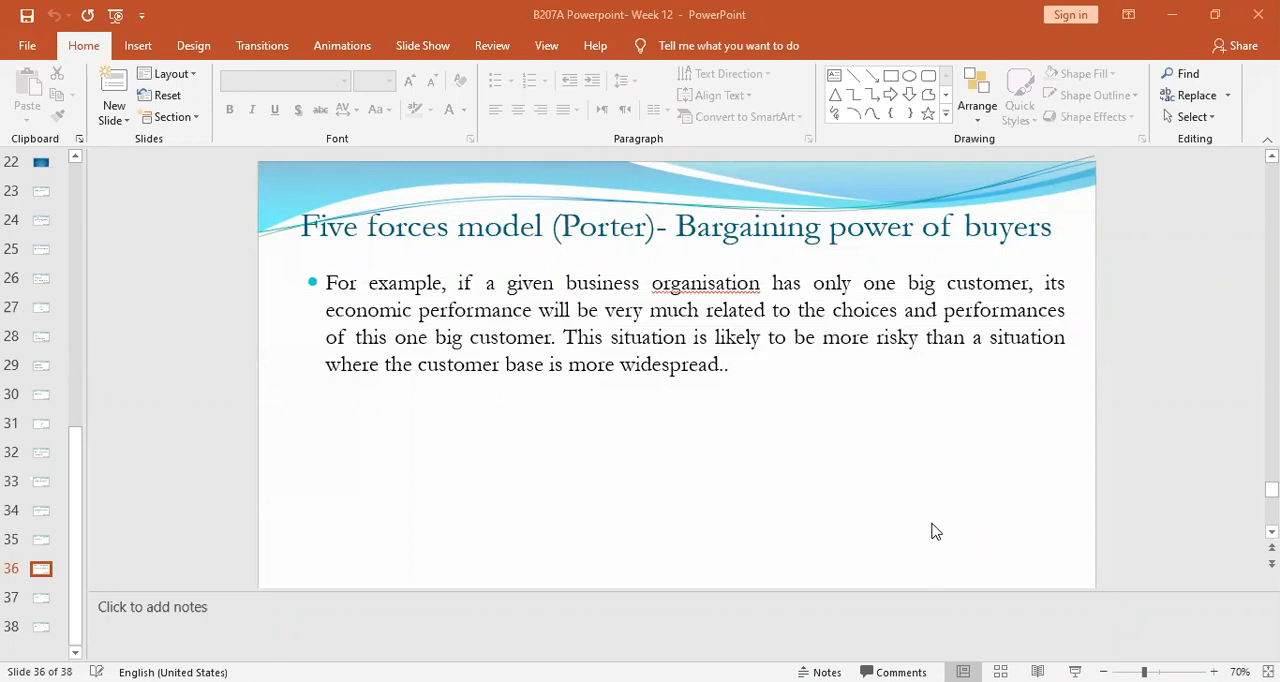 B207A Powerpoint- Week 12 - PowerPoint
Sign in
File Home Insert Design Transitions Animations Slide Show Review View Help Tell me what you want to do Share
Paste
New Slide
Layout
Reset
Section
B I U S abc AV Aa A
A A
Text Direction
Align Text
Convert to SmartArt
Arrange
Quick Styles
Shape Fill
Shape Outline
Shape Effects
Find
Replace
Select
Clipboard Slides Font Paragraph Drawing Editing
22
23
24
25
26
27
28
29
30
31
32
33
34
35
36
37
38
Five forces model (Porter)- Bargaining power of buyers
For example, if a given business organisation has only one big customer, its
economic performance will be very much related to the choices and performances
of this one big customer. This situation is likely to be more risky than a situation
where the customer base is more widespread..
Click to add notes
Slide 36 of 38 English (United States) Notes Comments 70%